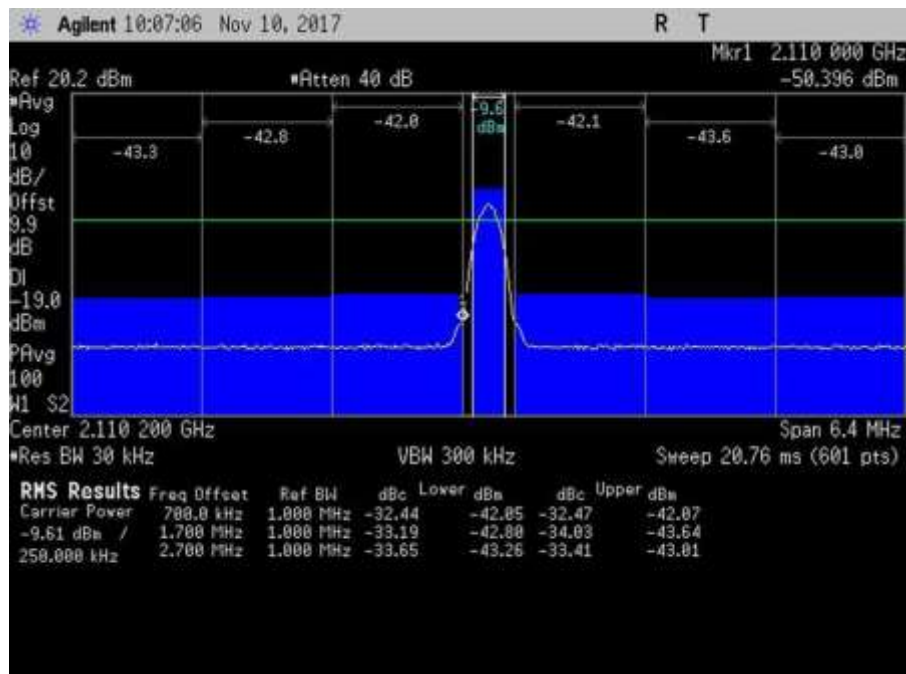 Agilent 10:07:06 Nov 10, 2017 R T
Mkr1 2.110 000 GHz
Ref 20.2 dBm #Atten 40 dB -50.396 dBm
#Avg
Log
10
dB/
Offst
9.9
dB
DI
-19.0
dBm
PAvg
100
W1 S2
-43.3 -42.8 -42.0 -9.6 dBm -42.1 -43.6 -43.0
1
Center 2.110 200 GHz Span 6.4 MHz
#Res BW 30 kHz VBW 300 kHz Sweep 20.76 ms (601 pts)
RMS Results Freq Offset Ref BW dBc Lower dBm dBc Upper dBm
Carrier Power 700.0 kHz 1.000 MHz -32.44 -42.05 -32.47 -42.07
-9.61 dBm / 1.700 MHz 1.000 MHz -33.19 -42.80 -34.03 -43.64
250.000 kHz 2.700 MHz 1.000 MHz -33.65 -43.26 -33.41 -43.01